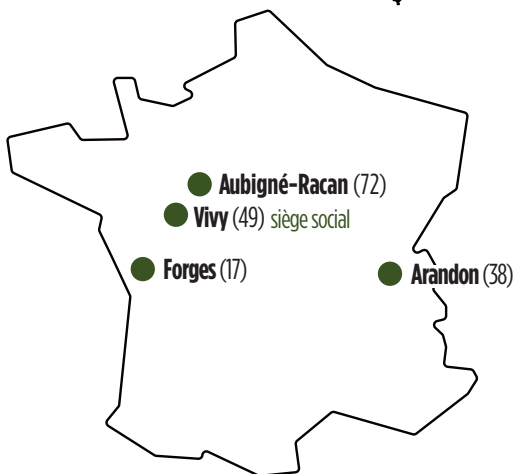 Aubigné-Racan (72)
Vivy (49) siège social
Forges (17)
Arandon (38)